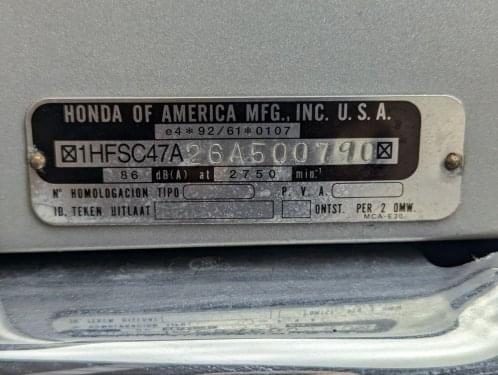 HONDA OF AMERICA MFG., INC. U.S.A.
e4*92/61*0107
☒1HFSC47A26A500790☒
86 dB(A) at 2750 min⁻¹
Nº HOMOLOGACION TIPO P.V.A.
ID. TEKEN UITLAAT ONTST. PER 2 OMW.
MCA-E20